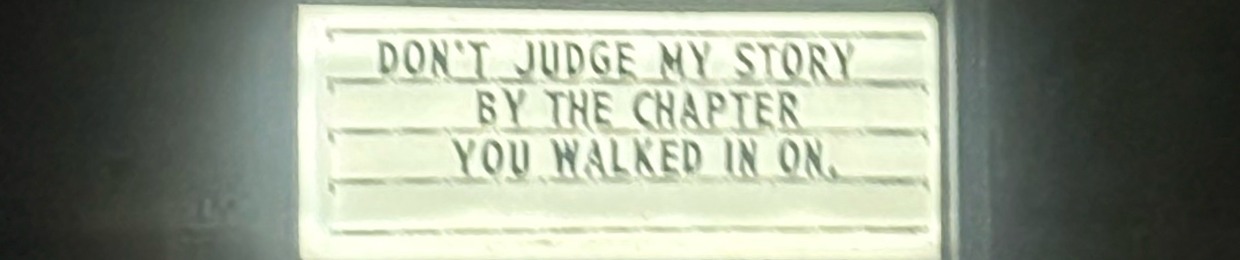 DON'T JUDGE MY STORY
BY THE CHAPTER
YOU WALKED IN ON.